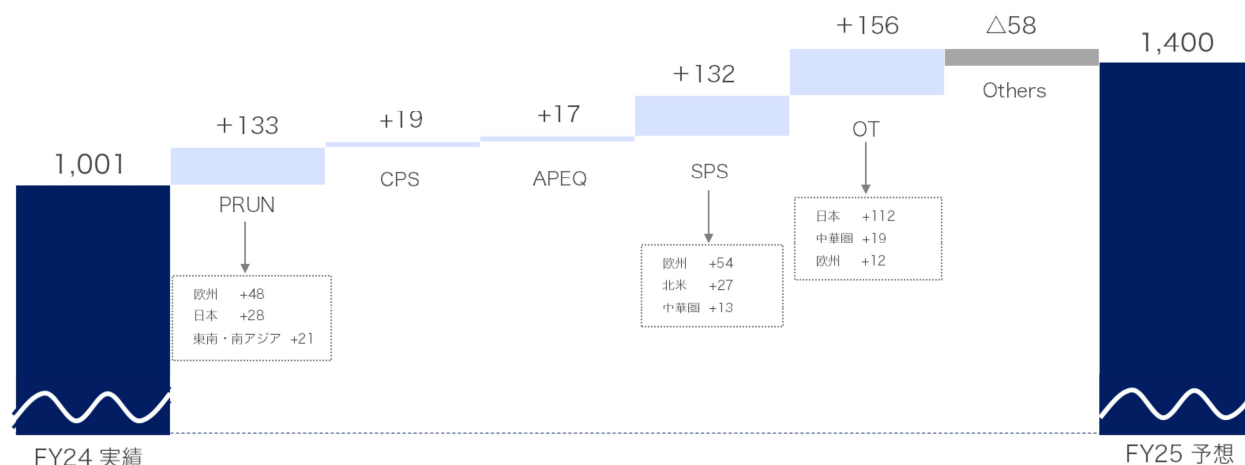 1,001
+133
PRUN
欧州 +48
日本 +28
東南・南アジア +21
+19
CPS
+17
APEQ
+132
SPS
欧州 +54
北米 +27
中華圏 +13
+156
OT
日本 +112
中華圏 +19
欧州 +12
△58
Others
1,400
FY24 実績
FY25 予想